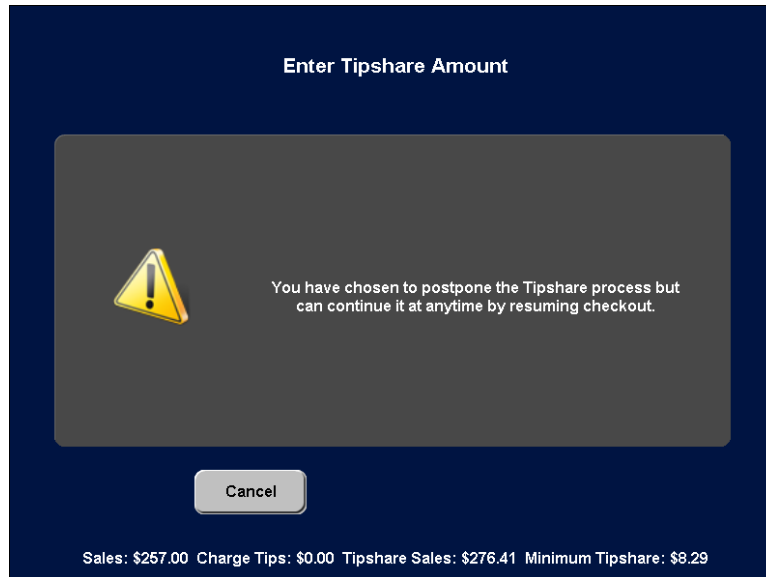 Enter Tipshare Amount
You have chosen to postpone the Tipshare process but
can continue it at anytime by resuming checkout.
Cancel
Sales: $257.00 Charge Tips: $0.00 Tipshare Sales: $276.41 Minimum Tipshare: $8.29